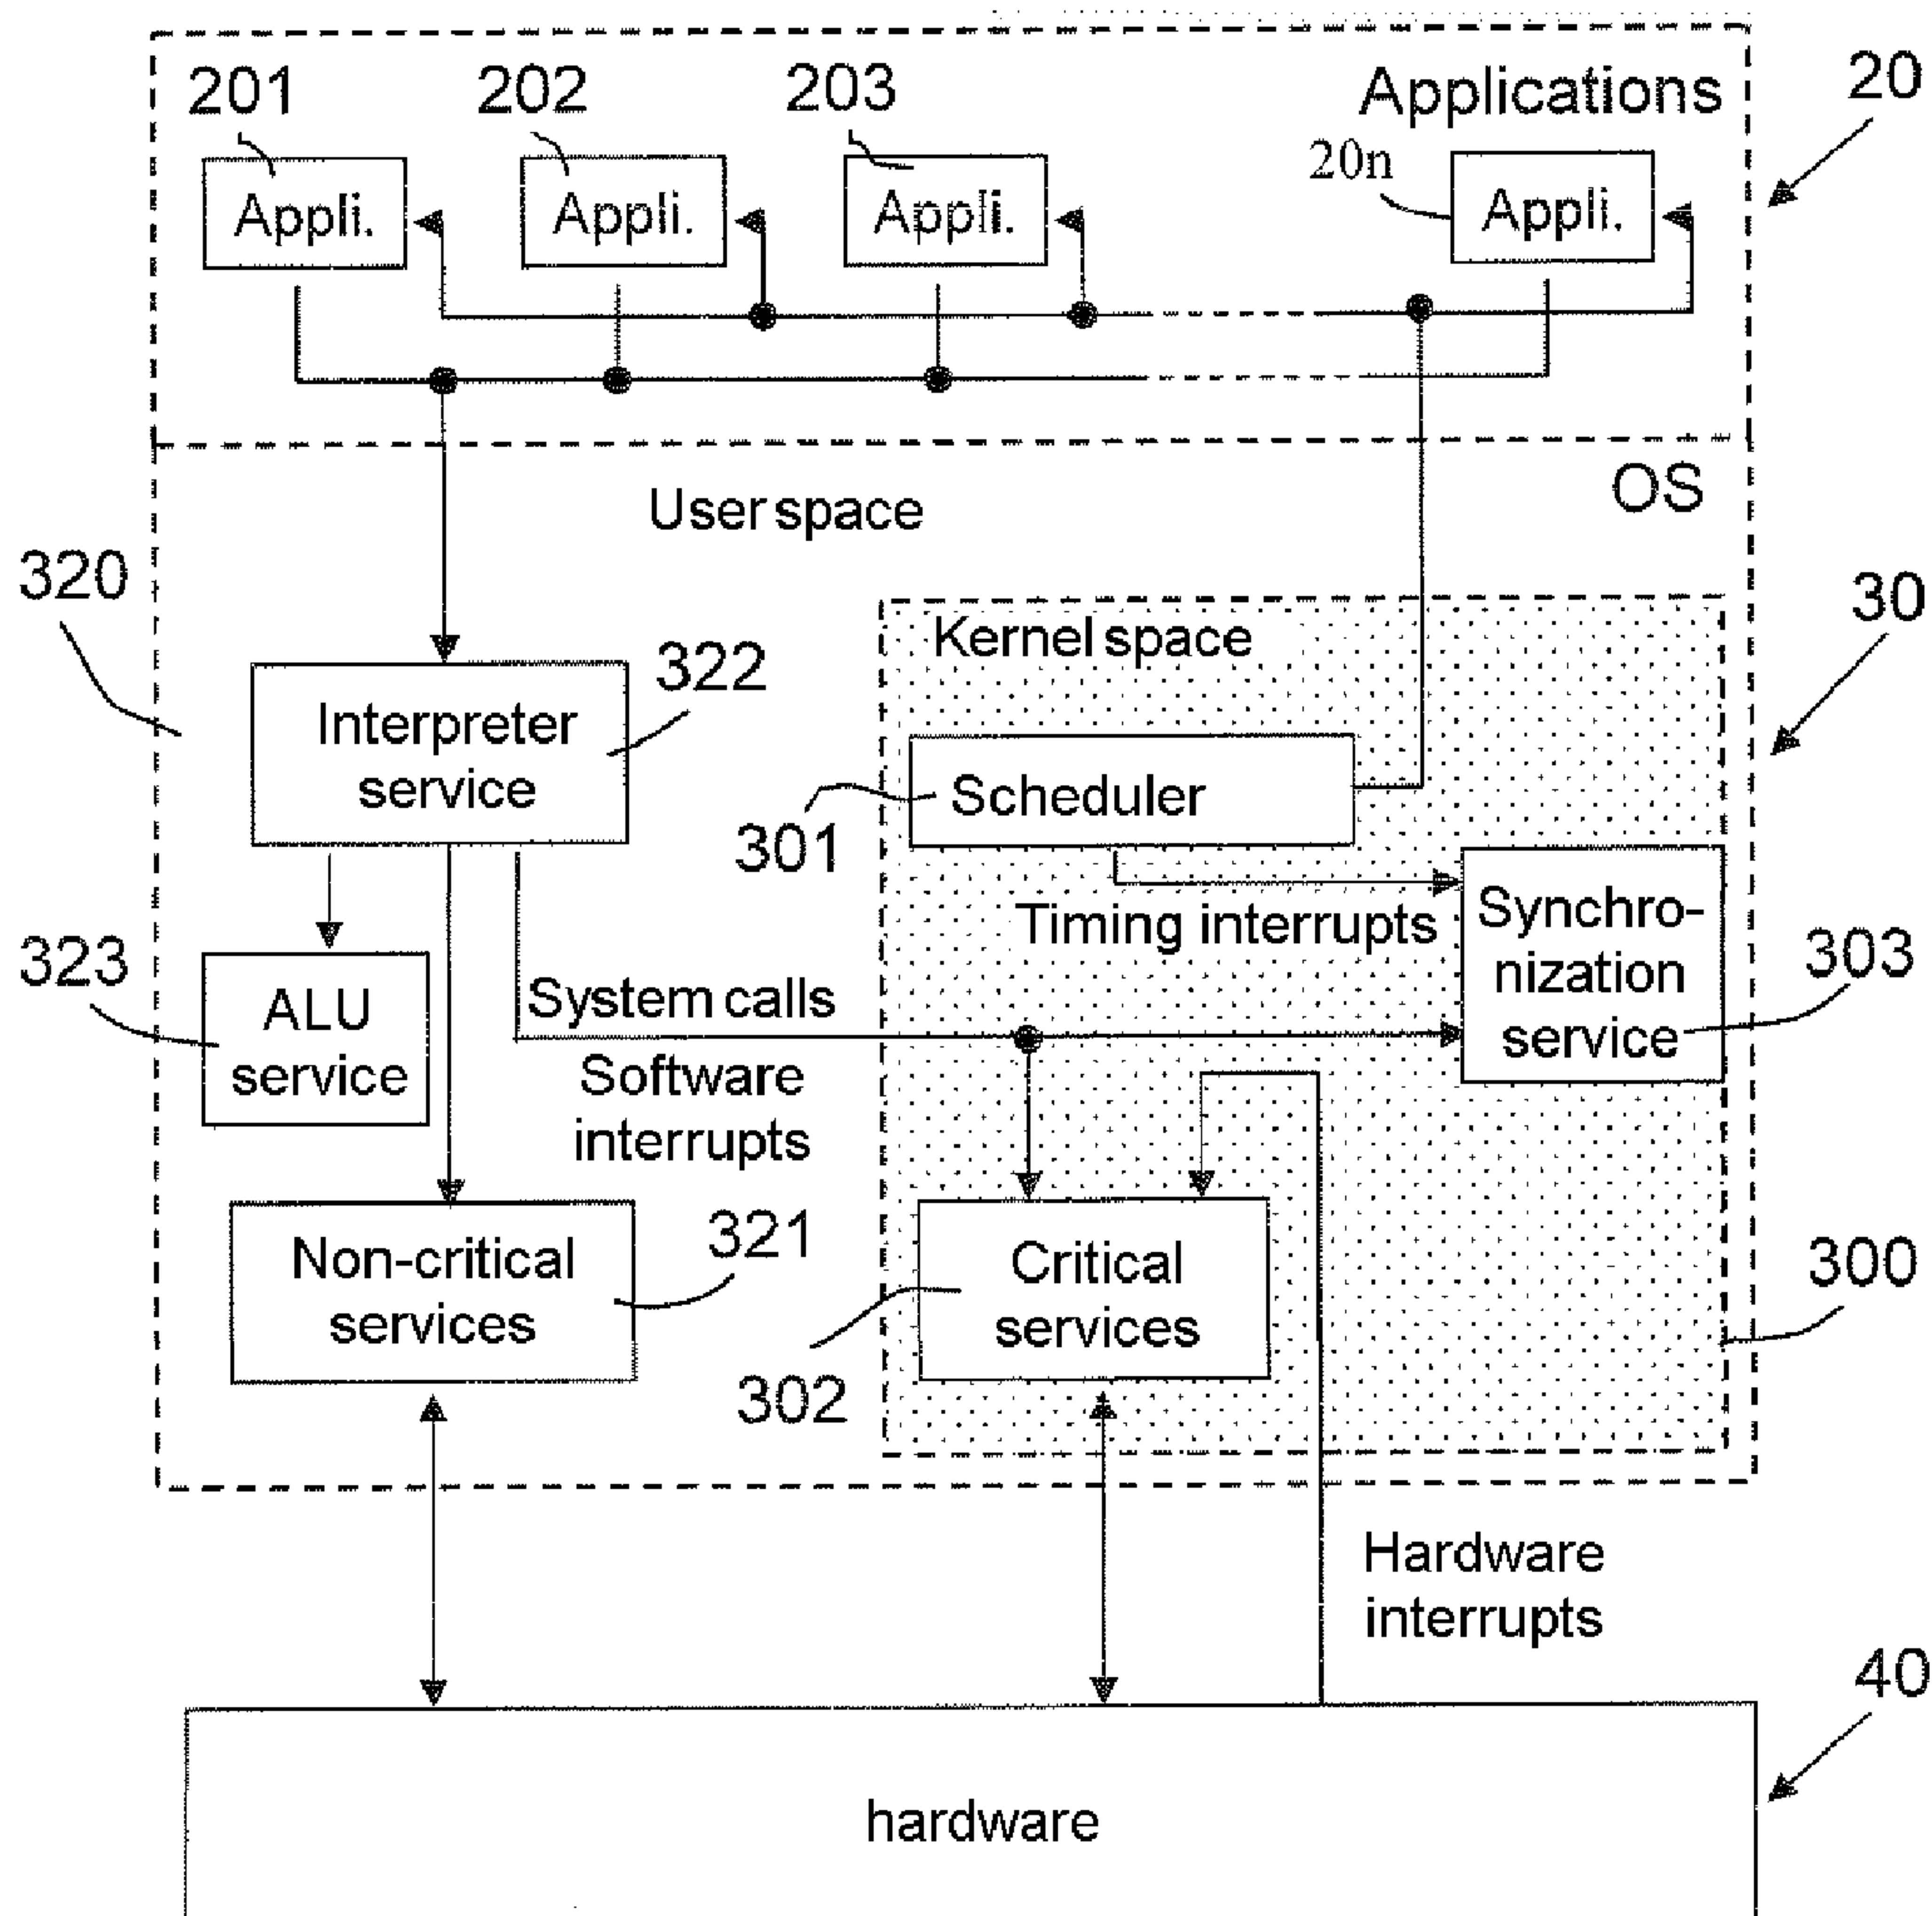 201 202 203 Applications 20
20n
Appli. Appli. Appli. Appli.
OS
User space
320
30
Kernel space
322
Interpreter
service
Scheduler
301
Timing interrupts
Synchro-
nization
service
303
323
ALU
service
System calls
Software
interrupts
321
Non-critical
services
Critical
services
300
302
Hardware
interrupts
40
hardware